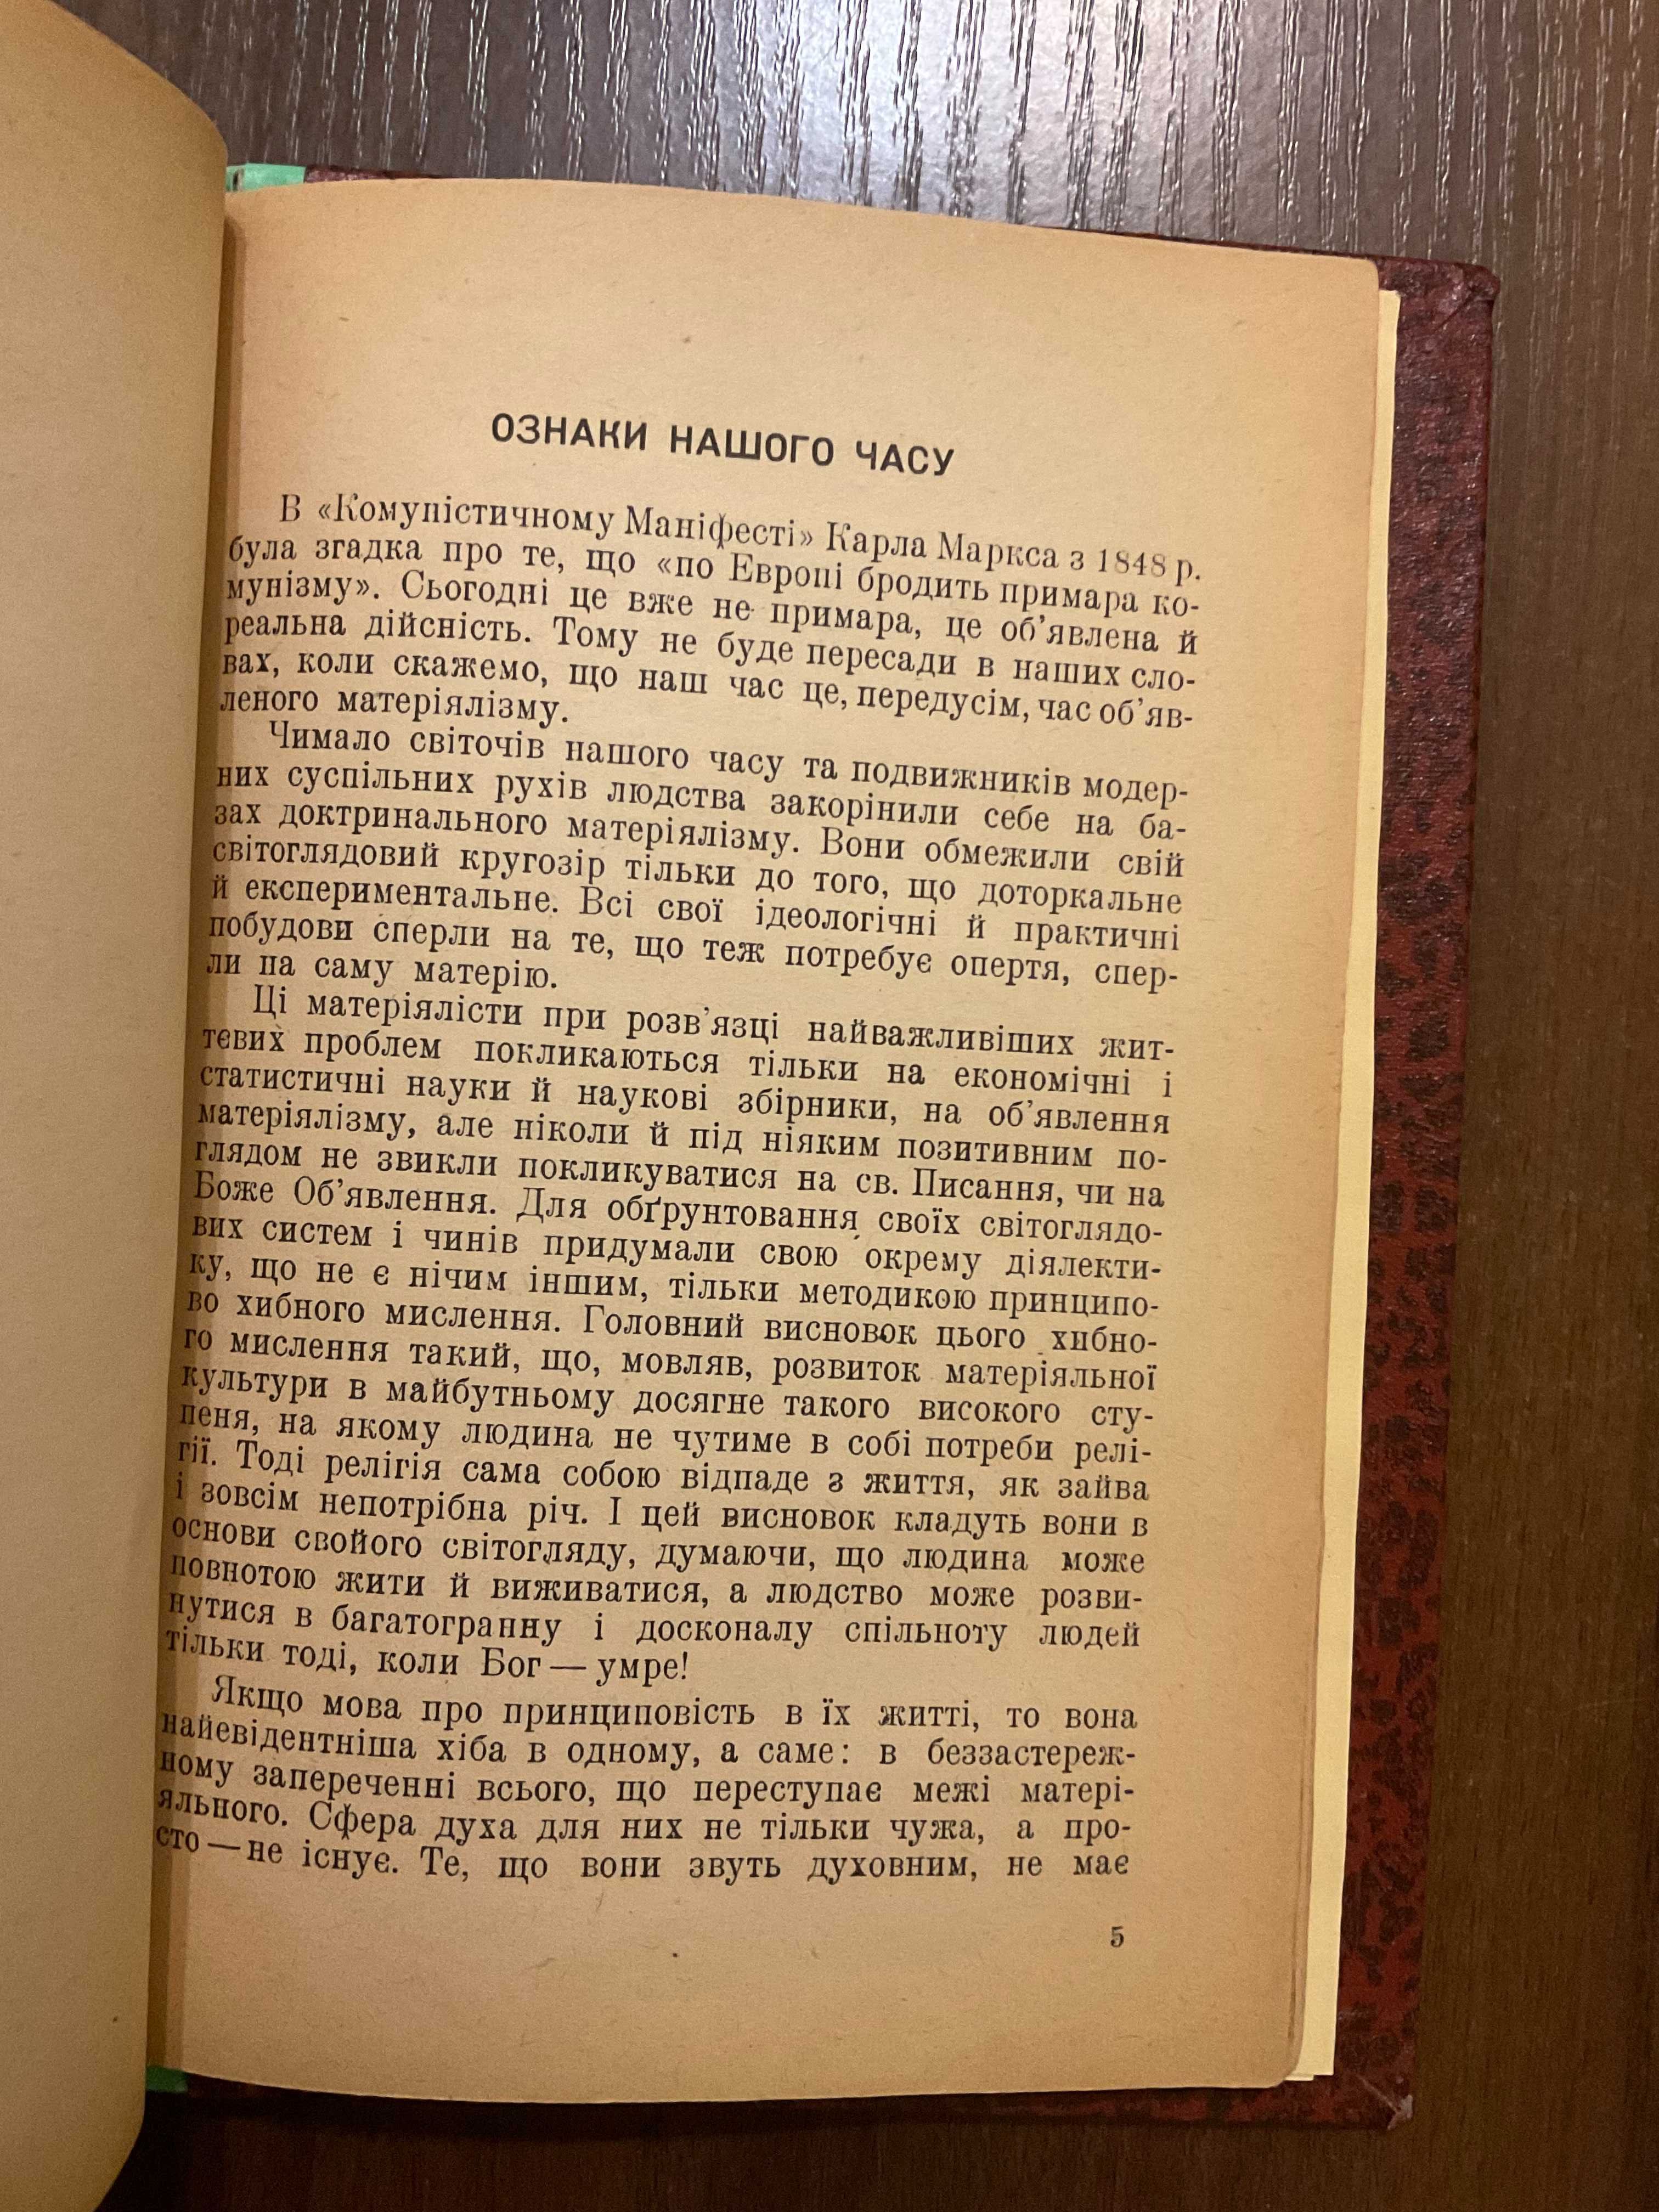 ОЗНАКИ НАШОГО ЧАСУ
В «Комуністичному Маніфесті» Карла Маркса з 1848 р.
була згадка про те, що «по Европі бродить примара ко-
мунізму». Сьогодні це вже не примара, це об'явлена й
реальна дійсність. Тому не буде пересади в наших сло-
вах, коли скажемо, що наш час це, передусім, час об'яв-
леного матеріялізму.
Чимало світочів нашого часу та подвижників модер-
них суспільних рухів людства закорінили себе на ба-
зах доктринального матеріялізму. Вони обмежили свій
світоглядовий кругозір тільки до того, що доторкальне
й експериментальне. Всі свої ідеологічні й практичні
побудови сперли на те, що теж потребує опертя, спер-
ли на саму матерію.
Ці матеріялісти при розв'язці найважливіших жит-
тєвих проблем покликаються тільки на економічні і
статистичні науки й наукові збірники, на об'явлення
матеріялізму, але ніколи й під ніяким позитивним по-
глядом не звикли покликуватися на св. Писання, чи на
Боже Об'явлення. Для обґрунтовання своїх світоглядо-
вих систем і чинів придумали свою окрему діялекти-
ку, що не є нічим іншим, тільки методикою принципо-
во хибного мислення. Головний висновок цього хибно-
го мислення такий, що, мовляв, розвиток матеріяльної
культури в майбутньому досягне такого високого сту-
пеня, на якому людина не чутиме в собі потреби релі-
гії. Тоді релігія сама собою відпаде з життя, як зайва
і зовсім непотрібна річ. І цей висновок кладуть вони в
основи свойого світогляду, думаючи, що людина може
повнотою жити й виживатися, а людство може розви-
нутися в багатогранну і досконалу спільноту людей
тільки тоді, коли Бог — умре!
Якщо мова про принциповість в їх житті, то вона
найевідентніша хіба в одному, а саме: в беззастереж-
ному запереченні всього, що переступає межі матері-
яльного. Сфера духа для них не тільки чужа, а про-
сто — не існує. Те, що вони звуть духовним, не має
5